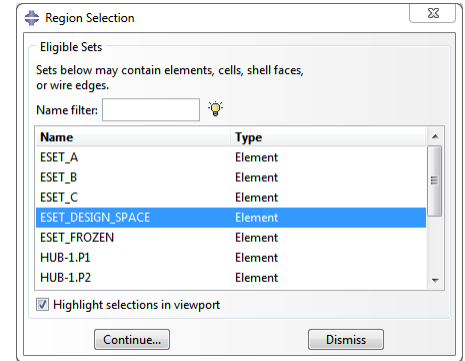 Region Selection
Eligible Sets
Sets below may contain elements, cells, shell faces,
or wire edges.
Name filter:
Name Type
ESET_A Element
ESET_B Element
ESET_C Element
ESET_DESIGN_SPACE Element
ESET_FROZEN Element
HUB-1.P1 Element
HUB-1.P2 Element
Highlight selections in viewport
Continue... Dismiss